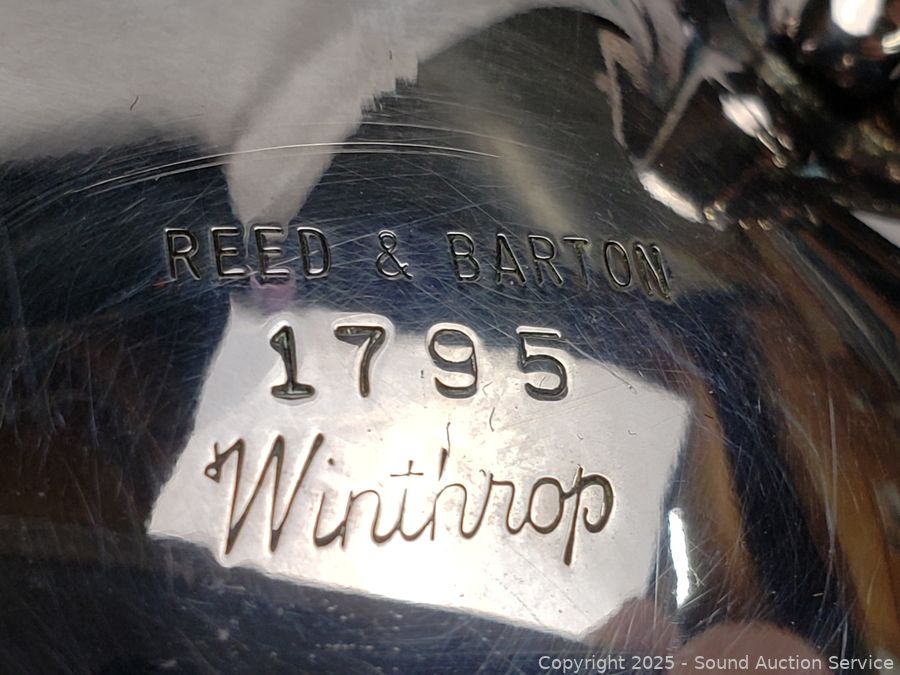 REED & BARTON
1795
Winthrop
Copyright 2025 - Sound Auction Service